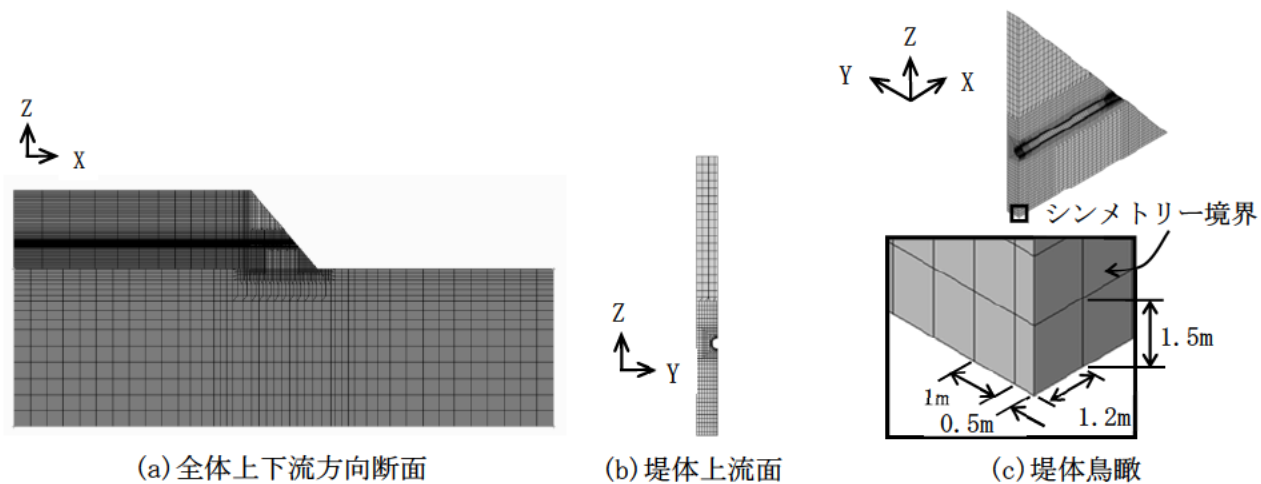 Z
X
(a)全体上下流方向断面
Z
Y
(b)堤体上流面
Z
Y
X
シンメトリー境界
1.5m
1m
0.5m
1.2m
(c)堤体鳥瞰